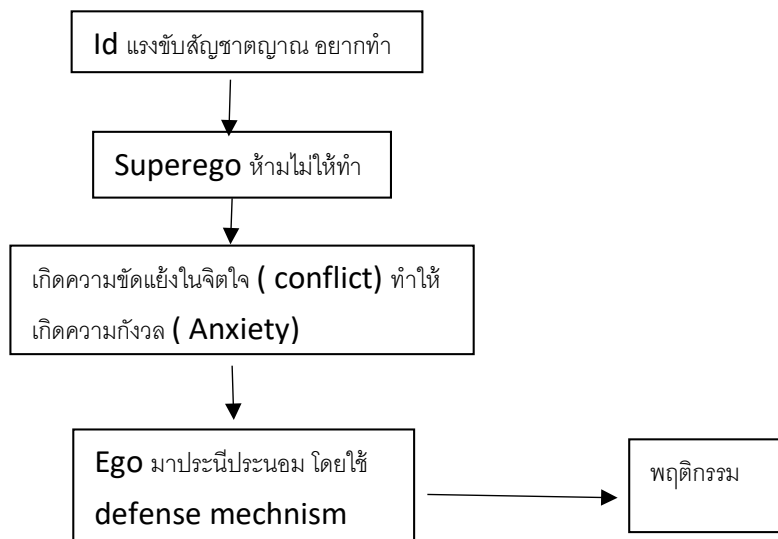 Id แรงขับสัญชาตญาณ อยากทำ
Superego ห้ามไม่ให้ทำ
เกิดความขัดแย้งในจิตใจ ( conflict) ทำให้
เกิดความกังวล ( Anxiety)
Ego มาประนีประนอม โดยใช้
defense mechnism
พฤติกรรม